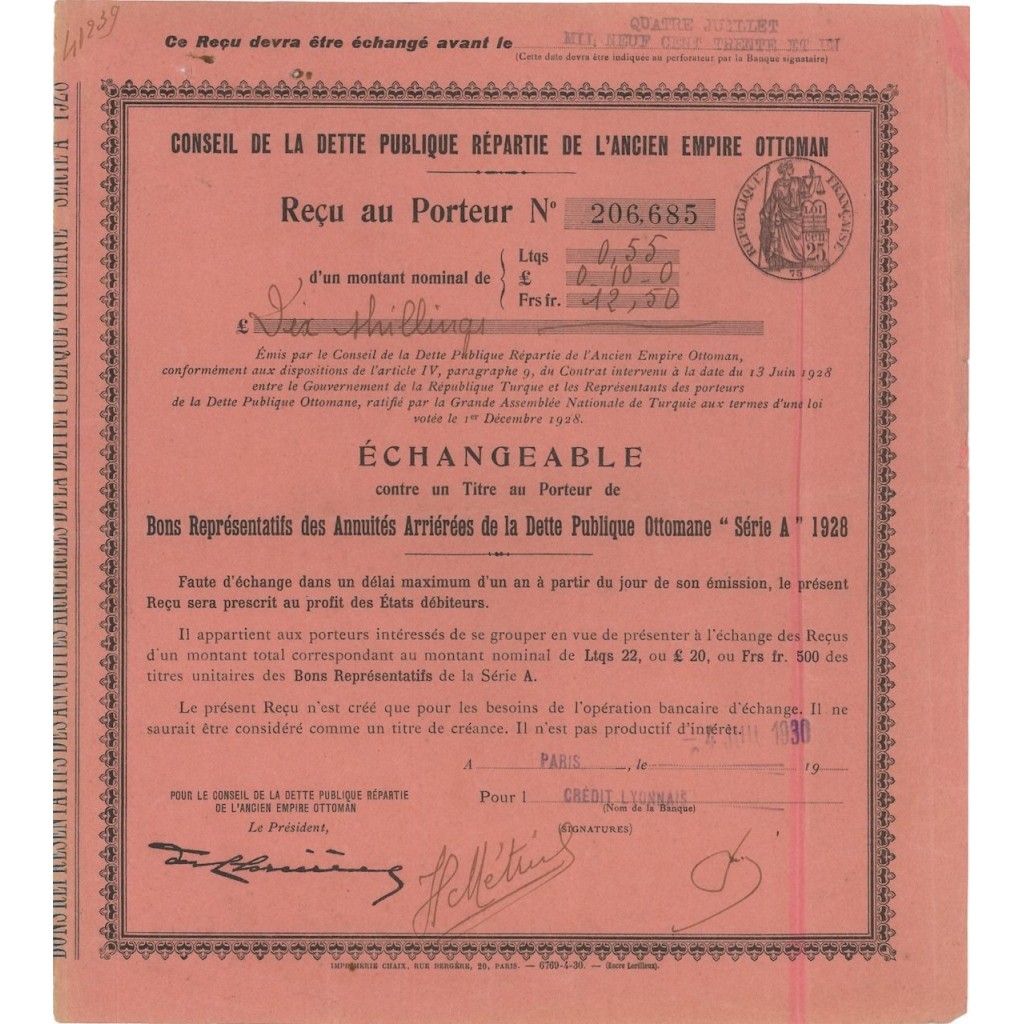 41239
QUATRE JUILLET
Ce Reçu devra être échangé avant le MIL NEUF CENT TRENTE ET UN
(Cette date devra être indiquée au perforateur par la Banque signataire)
CONSEIL DE LA DETTE PUBLIQUE RÉPARTIE DE L'ANCIEN EMPIRE OTTOMAN
Reçu au Porteur N° 206,685
RÉPUBLIQUE FRANÇAISE
LOI
CEN
25
75
d'un montant nominal de
Ltqs 0,55
£ 0-10-0
Frs fr. 12,50
£ Dix shillings
Émis par le Conseil de la Dette Publique Répartie de l'Ancien Empire Ottoman,
conformément aux dispositions de l'article IV, paragraphe 9, du Contrat intervenu à la date du 13 Juin 1928
entre le Gouvernement de la République Turque et les Représentants des porteurs
de la Dette Publique Ottomane, ratifié par la Grande Assemblée Nationale de Turquie aux termes d'une loi
votée le 1er Décembre 1928.
ÉCHANGEABLE
contre un Titre au Porteur de
Bons Représentatifs des Annuités Arriérées de la Dette Publique Ottomane " Série A " 1928
Faute d'échange dans un délai maximum d'un an à partir du jour de son émission, le présent
Reçu sera prescrit au profit des États débiteurs.
Il appartient aux porteurs intéressés de se grouper en vue de présenter à l'échange des Reçus
d'un montant total correspondant au montant nominal de Ltqs 22, ou £ 20, ou Frs fr. 500 des
titres unitaires des Bons Représentatifs de la Série A.
Le présent Reçu n'est créé que pour les besoins de l'opération bancaire d'échange. Il ne
saurait être considéré comme un titre de créance. Il n'est pas productif d'intérêt.
- 4 JUIL 1930
A PARIS, le 19
POUR LE CONSEIL DE LA DETTE PUBLIQUE RÉPARTIE
DE L'ANCIEN EMPIRE OTTOMAN
Le Président,
Pour l CRÉDIT LYONNAIS
(Nom de la Banque)
(SIGNATURES)
IMPRIMERIE CHAIX, RUE BERGÈRE, 20, PARIS. — 6769-4-30. — (Encre Lorilleux).
BONS REPRÉSENTATIFS DES ANNUITÉS ARRIÉRÉES DE LA DETTE PUBLIQUE OTTOMANE SÉRIE A 1928